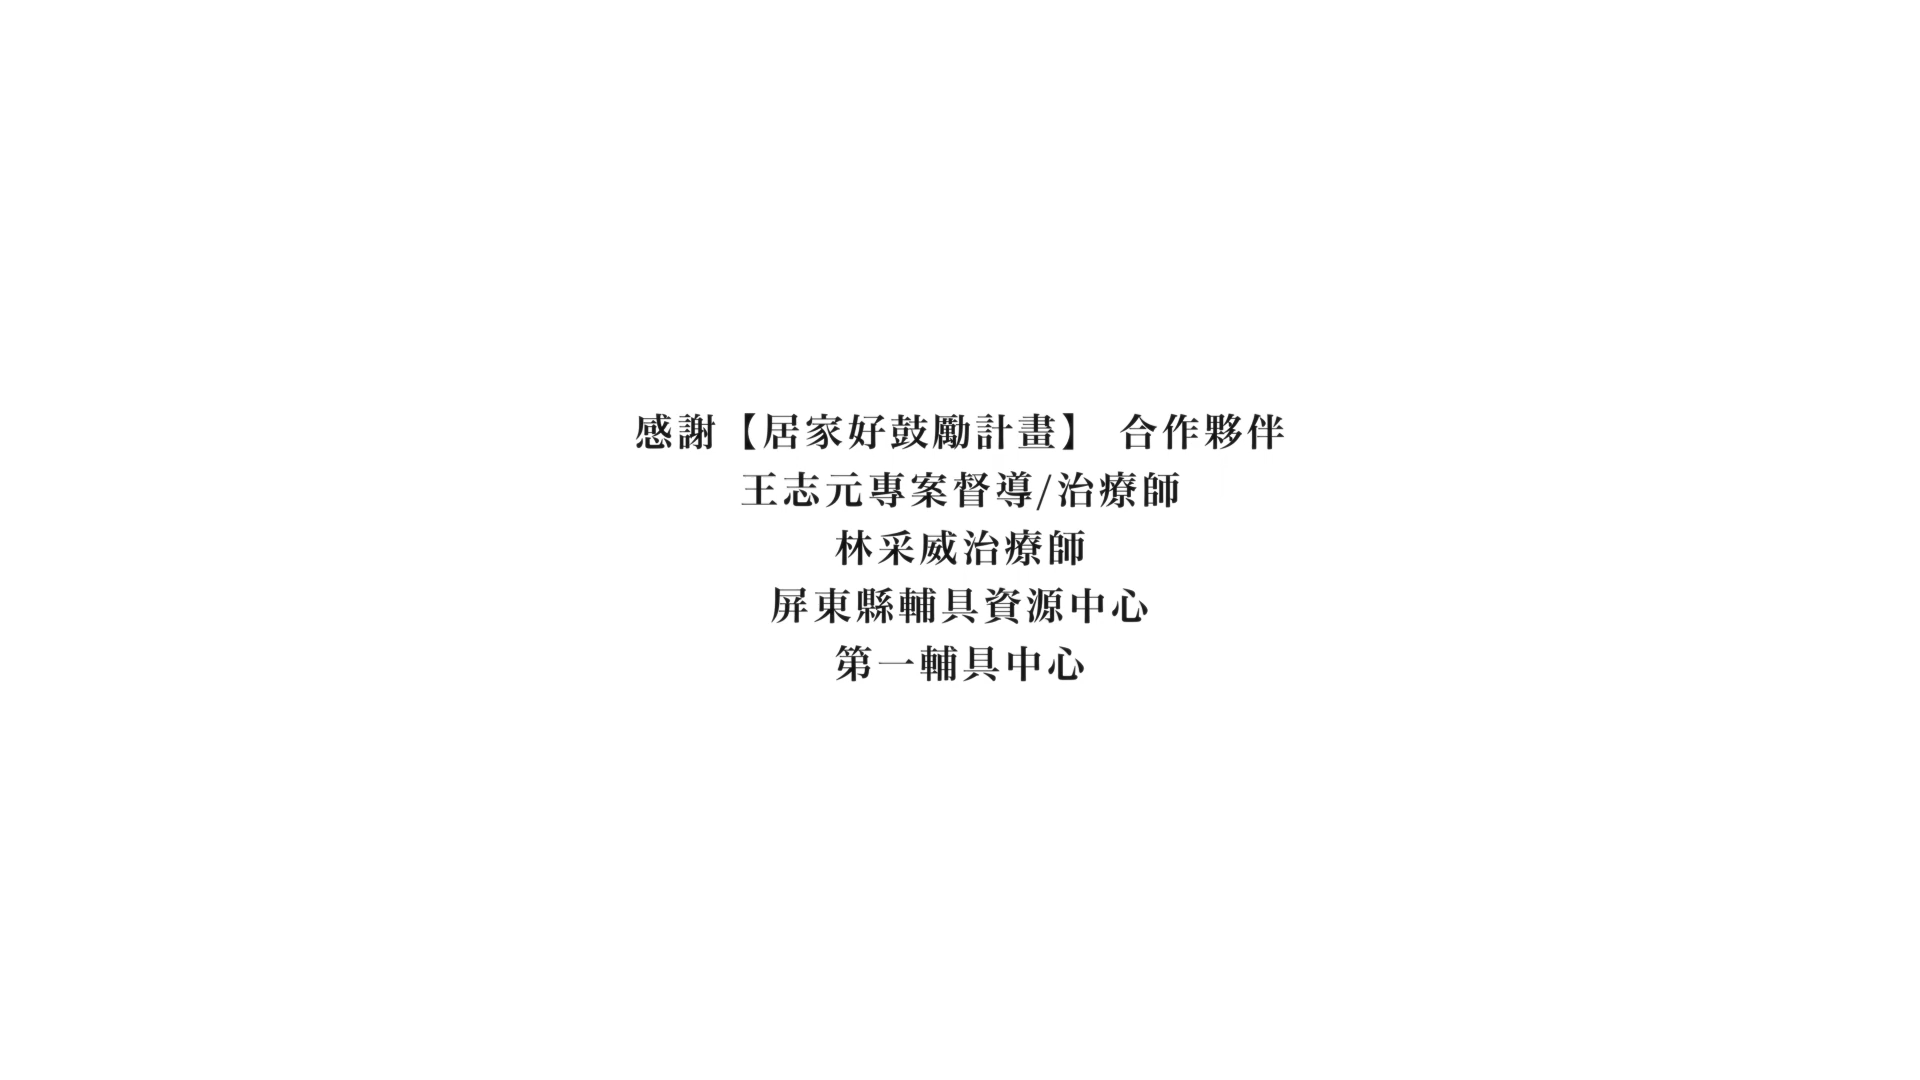 感謝【居家好鼓勵計畫】 合作夥伴
王志元專案督導/治療師
林采威治療師
屏東縣輔具資源中心
第一輔具中心